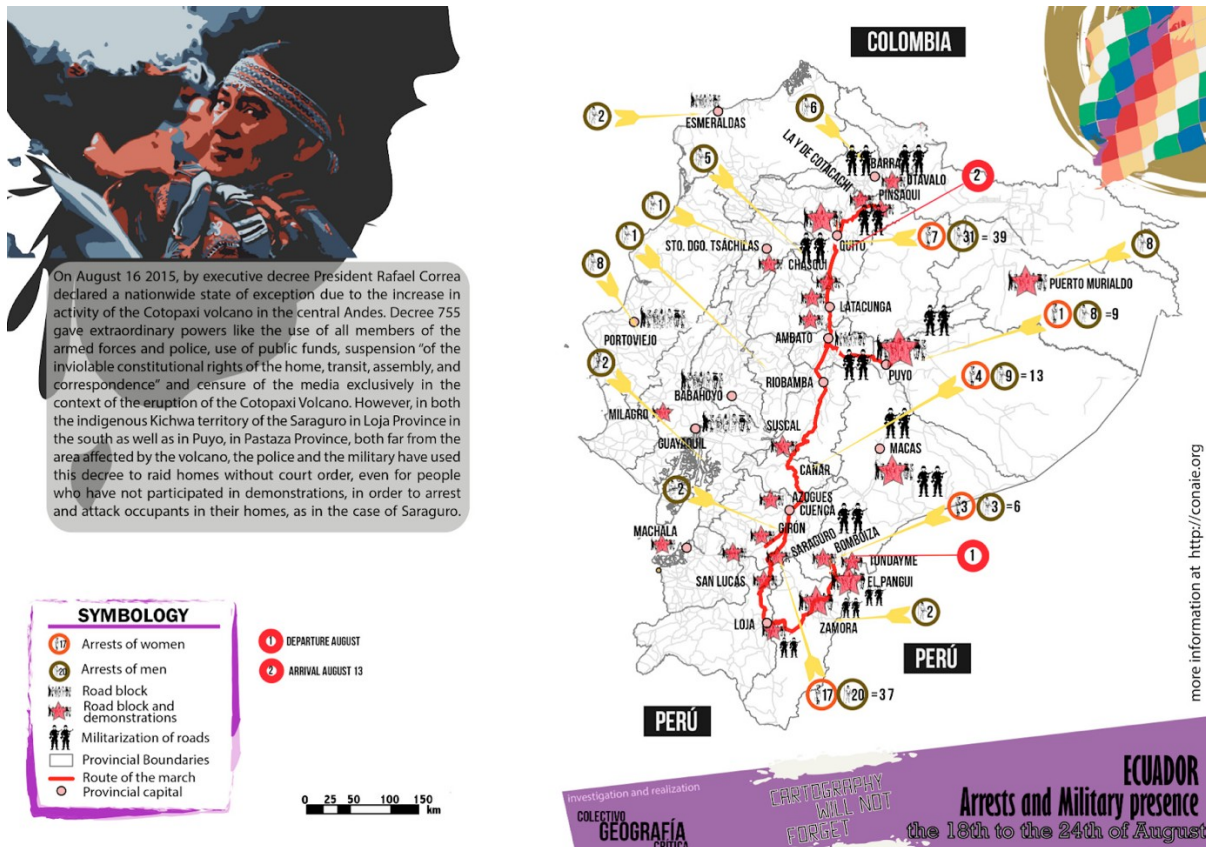 On August 16 2015, by executive decree President Rafael Correa
declared a nationwide state of exception due to the increase in
activity of the Cotopaxi volcano in the central Andes. Decree 755
gave extraordinary powers like the use of all members of the
armed forces and police, use of public funds, suspension "of the
inviolable constitutional rights of the home, transit, assembly, and
correspondence" and censure of the media exclusively in the
context of the eruption of the Cotopaxi Volcano. However, in both
the indigenous Kichwa territory of the Saraguro in Loja Province in
the south as well as in Puyo, in Pastaza Province, both far from the
area affected by the volcano, the police and the military have used
this decree to raid homes without court order, even for people
who have not participated in demonstrations, in order to arrest
and attack occupants in their homes, as in the case of Saraguro.
SYMBOLOGY
17 Arrests of women
20 Arrests of men
Road block
Road block and
demonstrations
Militarization of roads
Provincial Boundaries
Route of the march
Provincial capital
1 DEPARTURE AUGUST
2 ARRIVAL AUGUST 13
0 25 50 100 150
km
COLOMBIA
2
ESMERALDAS
6
LA Y DE COTACACHI
IBARRA
OTAVALO
PINSAQUI
5
2
1
STO. DGO. TSÁCHILAS
QUITO
7 31 = 39
8
1
CHASQUI
PUERTO MURIALDO
8
LATACUNGA
PORTOVIEJO
AMBATO
1 8 = 9
PUYO
2
RIOBAMBA
4 9 = 13
BABAHOYO
MILAGRO
SUSCAL
GUAYAQUIL
MACAS
CAÑAR
2
AZOGUES
CUENCA
3 3 = 6
GIRÓN
SARAGURO
BOMBOIZA
MACHALA
TUNDAYME
1
SAN LUCAS
EL PANGUI
LOJA
ZAMORA
2
PERÚ
17 20 = 37
PERÚ
more information at http://conaie.org
investigation and realization
COLECTIVO
GEOGRAFÍA
CRÍTICA
CARTOGRAPHY
WILL NOT
FORGET
ECUADOR
Arrests and Military presence
the 18th to the 24th of August